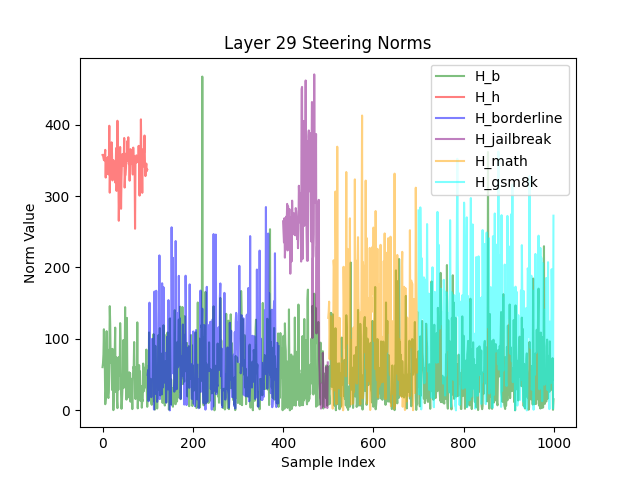 Layer 29 Steering Norms
H_b
H_h
H_borderline
H_jailbreak
H_math
H_gsm8k
Norm Value
400
300
200
100
0
0
200
400
600
800
1000
Sample Index